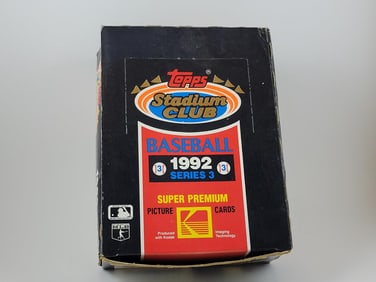 Topps
Stadium
CLUB
BASEBALL
3 1992 3
SERIES 3
SUPER PREMIUM
PICTURE CARDS
Produced Imaging
with Kodak Technology